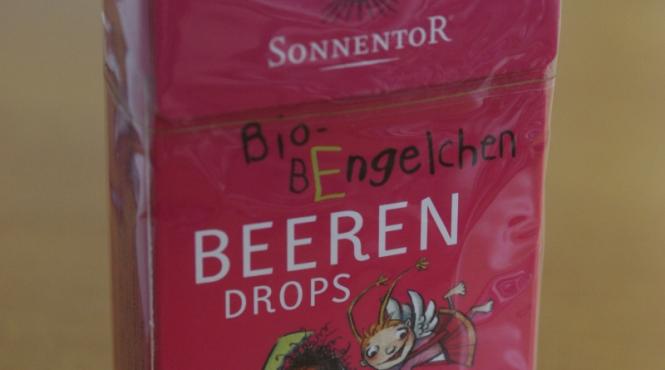 SONNENTOR
Bio-
BEngelchen
BEEREN
DROPS